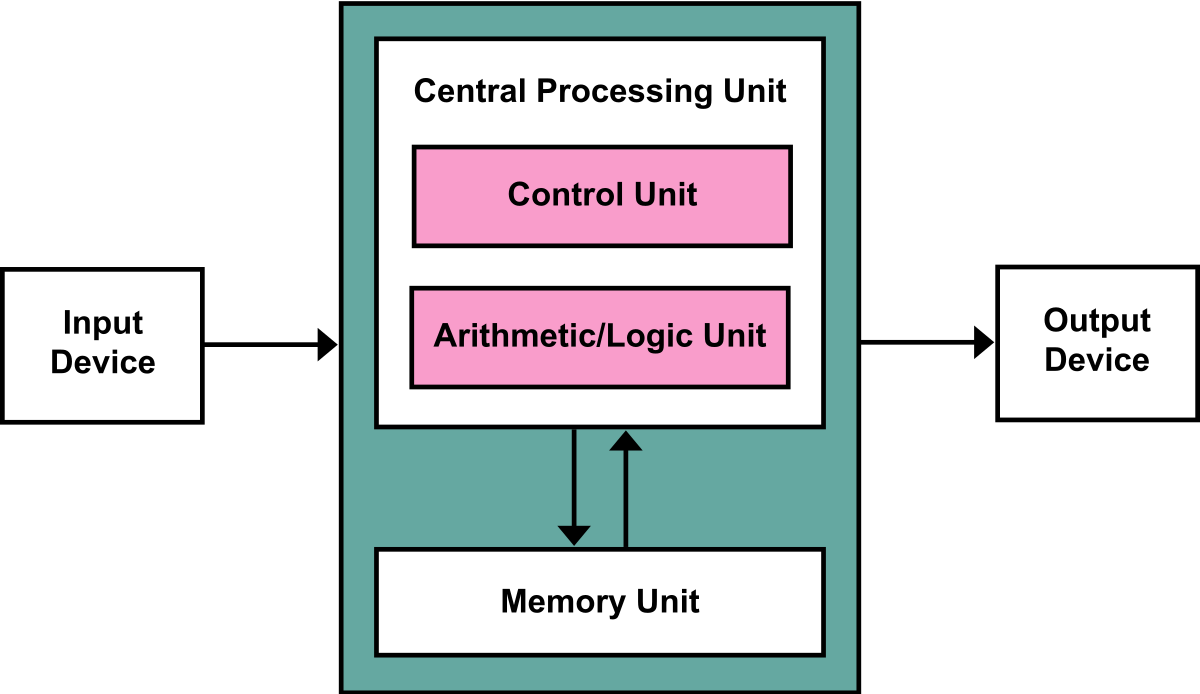 Central Processing Unit
Control Unit
Arithmetic/Logic Unit
Input
Device
Output
Device
Memory Unit